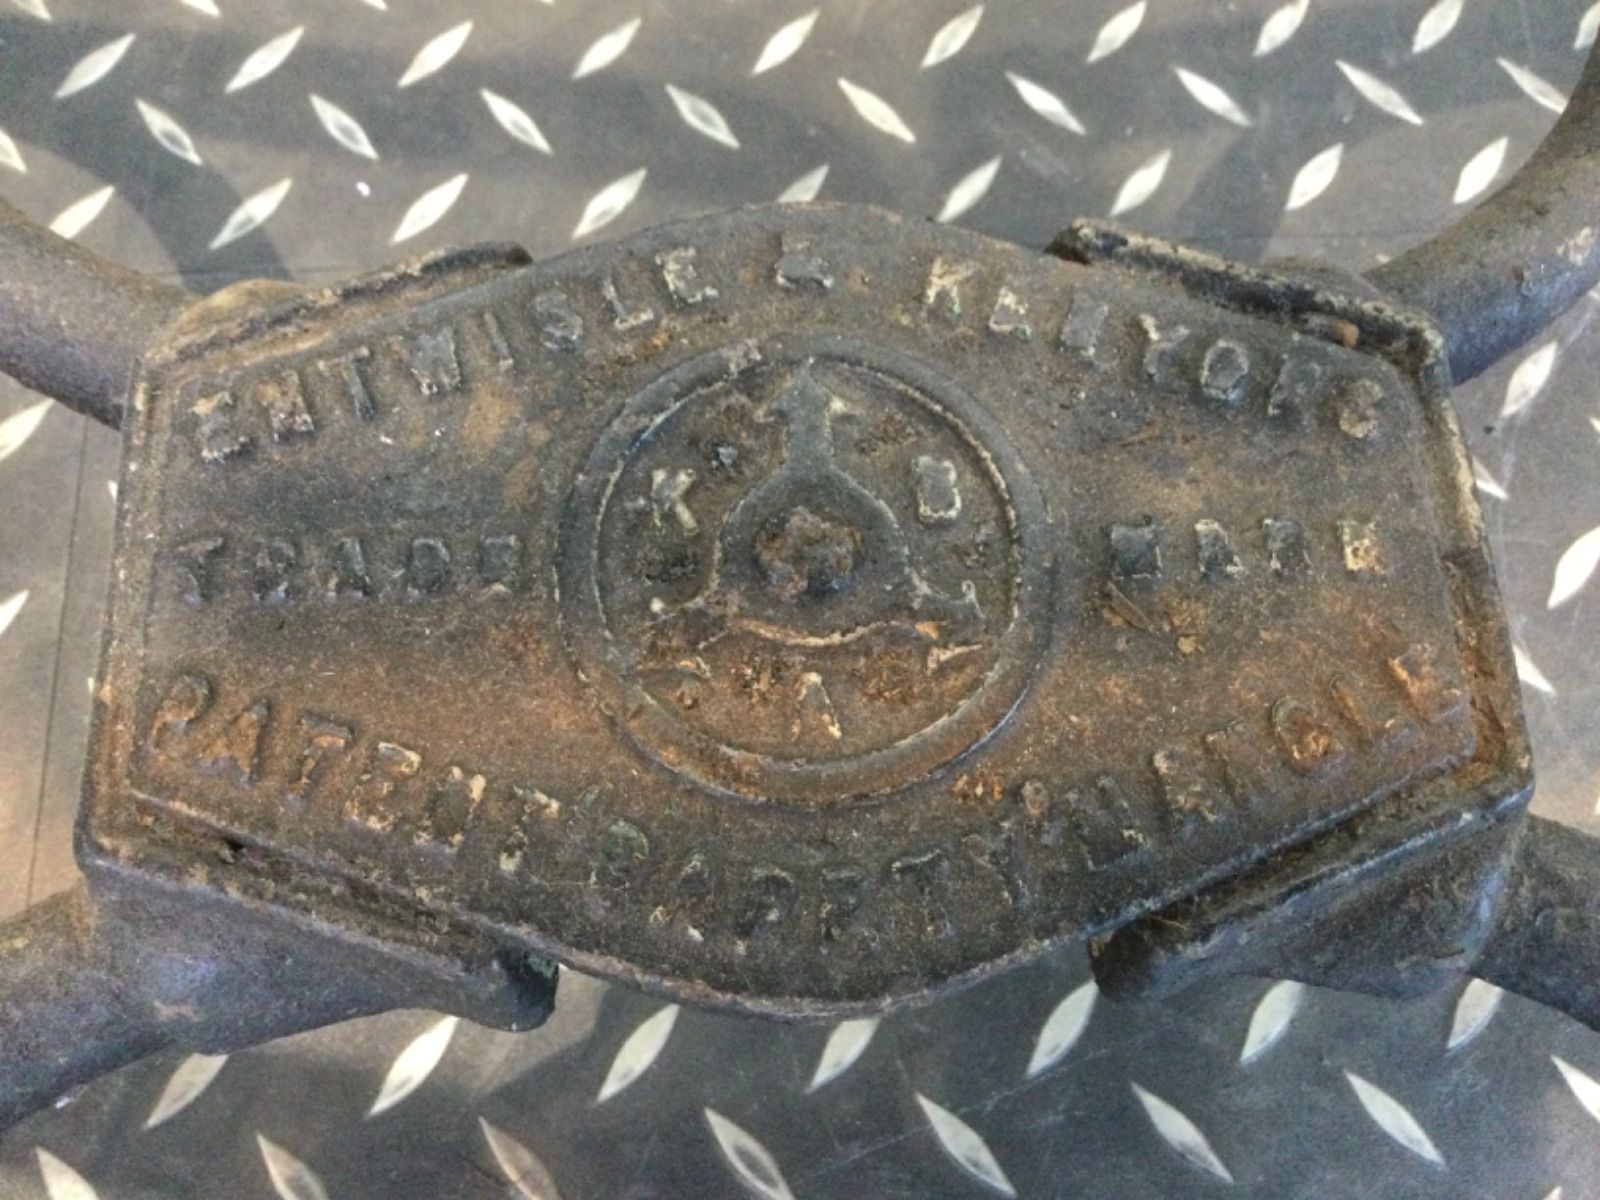 ENTWISLE & KENYON'S
K D
TRADE MARK
A
PATENT SAFETY MANGLE